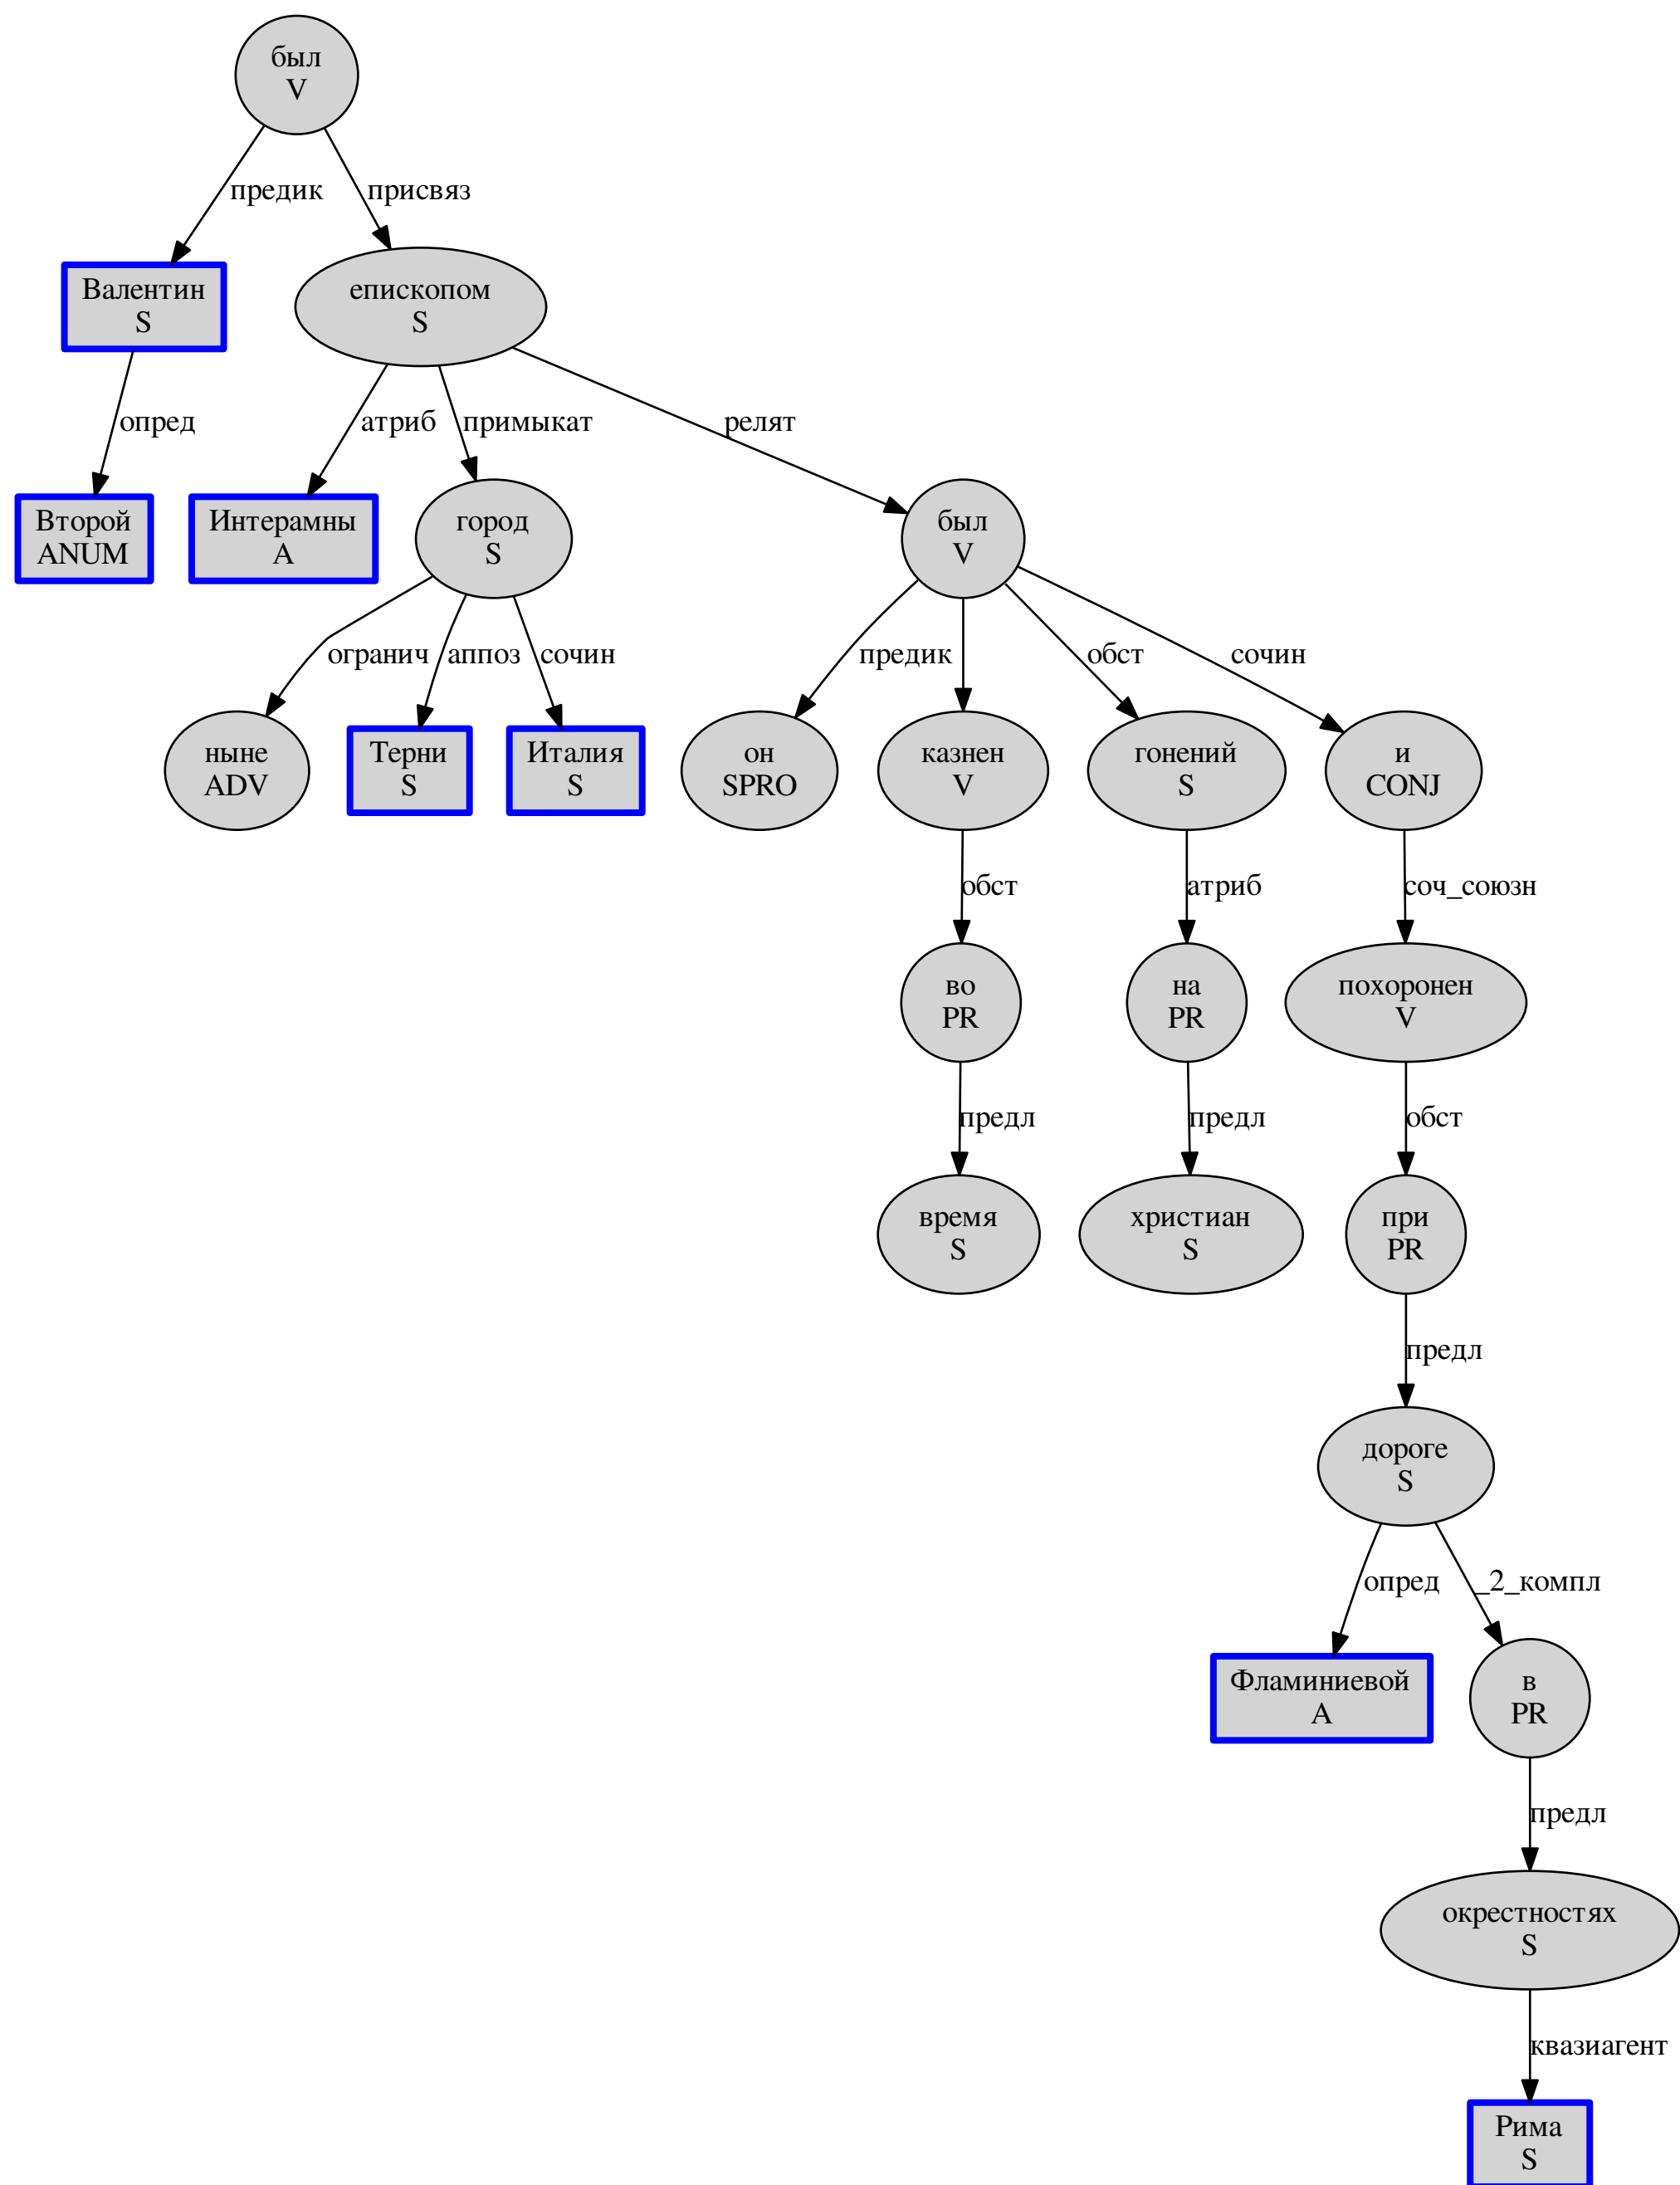 был
V
предик
присвяз
Валентин
S
епископом
S
опред
атриб
примыкат
релят
Второй
ANUM
Интерамны
A
город
S
был
V
огранич
аппоз
сочин
предик
обст
сочин
ныне
ADV
Терни
S
Италия
S
он
SPRO
казнен
V
гонений
S
и
CONJ
обст
атриб
соч_союзн
во
PR
на
PR
похоронен
V
предл
предл
обст
время
S
христиан
S
при
PR
предл
дороге
S
опред
_2_компл
Фламиниевой
A
в
PR
предл
окрестностях
S
квазиагент
Рима
S